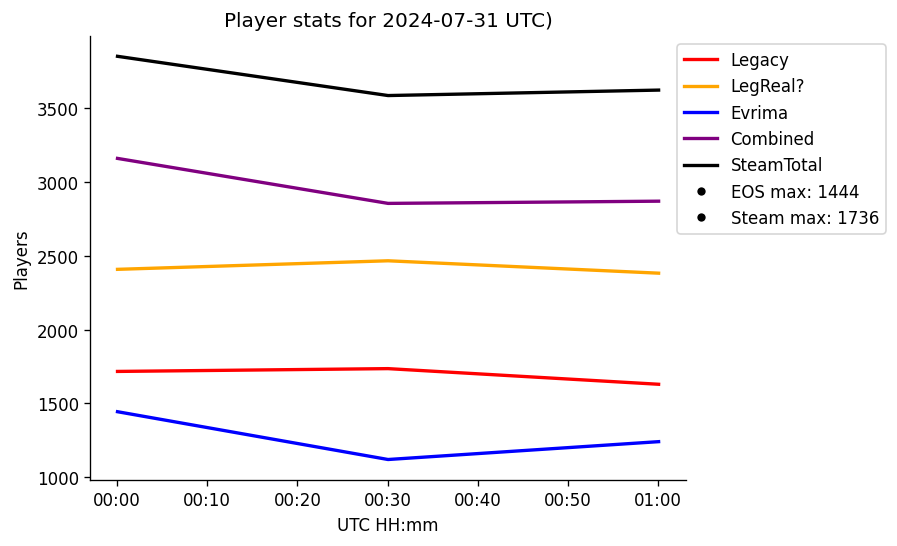 Player stats for 2024-07-31 UTC)
Legacy
LegReal?
Evrima
Combined
SteamTotal
EOS max: 1444
Steam max: 1736
Players
3500
3000
2500
2000
1500
1000
00:00 00:10 00:20 00:30 00:40 00:50 01:00
UTC HH:mm